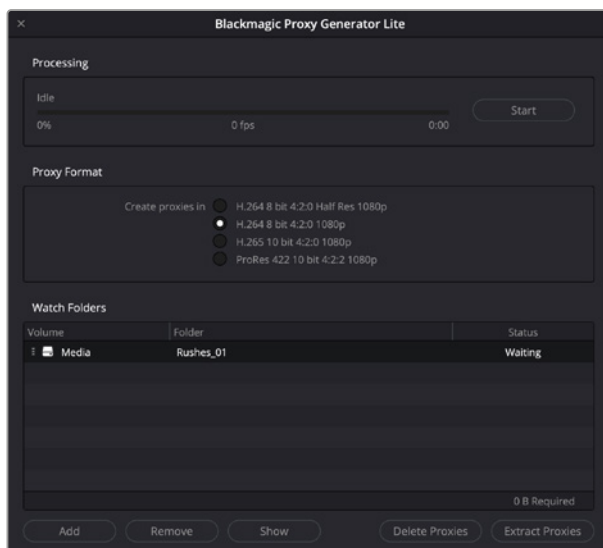 Blackmagic Proxy Generator Lite
Processing
Idle
0% 0 fps 0:00
Start
Proxy Format
Create proxies in H.264 8 bit 4:2:0 Half Res 1080p
H.264 8 bit 4:2:0 1080p
H.265 10 bit 4:2:0 1080p
ProRes 422 10 bit 4:2:2 1080p
Watch Folders
Volume Folder Status
Media Rushes_01 Waiting
0 B Required
Add Remove Show Delete Proxies Extract Proxies